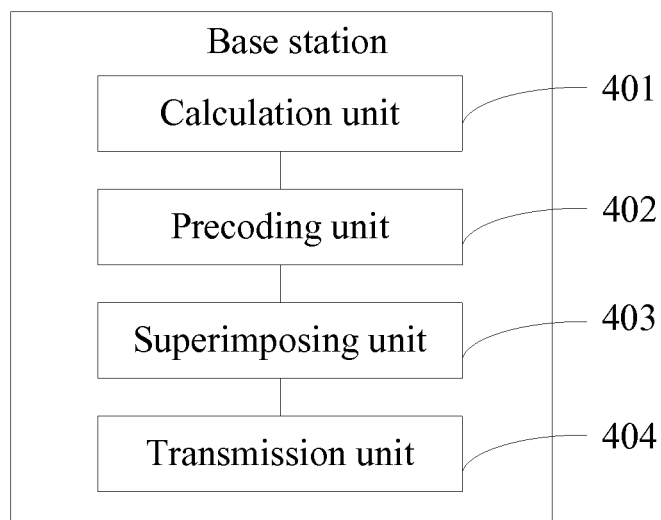 Base station
Calculation unit 401
Precoding unit 402
Superimposing unit 403
Transmission unit 404